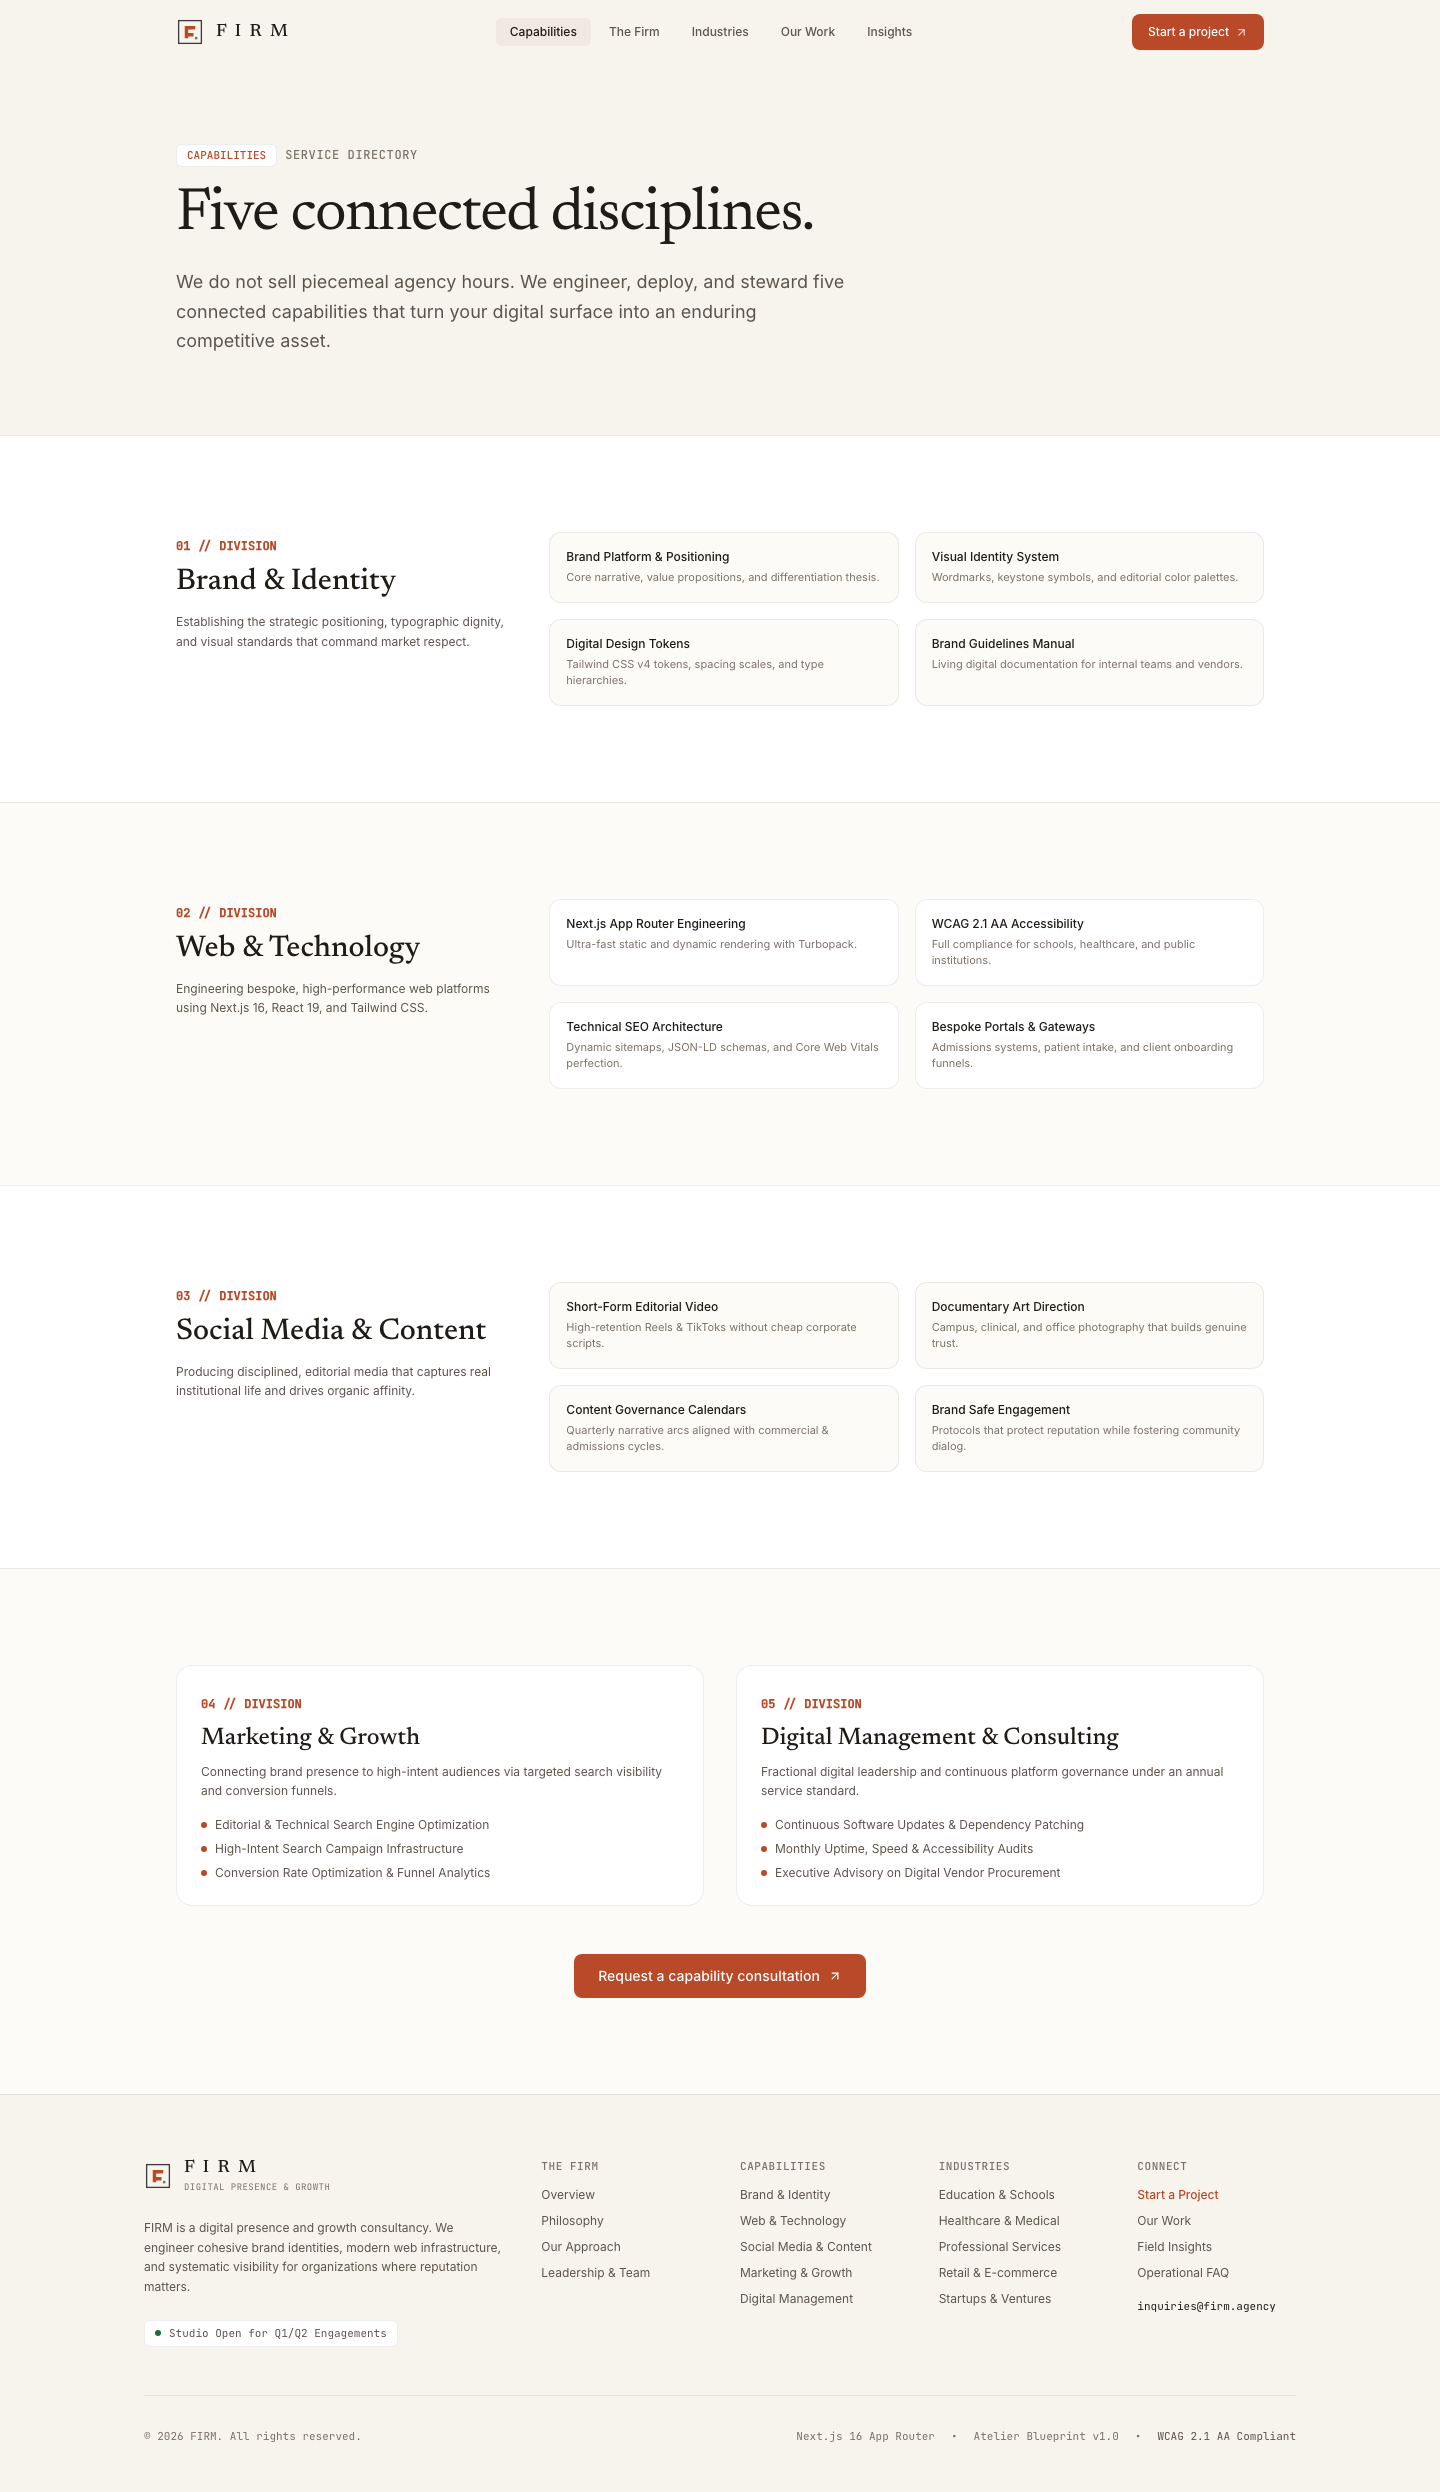 F.
F I R M
Capabilities
The Firm
Industries
Our Work
Insights
Start a project
CAPABILITIES
SERVICE DIRECTORY
Five connected disciplines.
We do not sell piecemeal agency hours. We engineer, deploy, and steward five
connected capabilities that turn your digital surface into an enduring
competitive asset.
01 // DIVISION
Brand & Identity
Establishing the strategic positioning, typographic dignity,
and visual standards that command market respect.
Brand Platform & Positioning
Core narrative, value propositions, and differentiation thesis.
Visual Identity System
Wordmarks, keystone symbols, and editorial color palettes.
Digital Design Tokens
Tailwind CSS v4 tokens, spacing scales, and type
hierarchies.
Brand Guidelines Manual
Living digital documentation for internal teams and vendors.
02 // DIVISION
Web & Technology
Engineering bespoke, high-performance web platforms
using Next.js 16, React 19, and Tailwind CSS.
Next.js App Router Engineering
Ultra-fast static and dynamic rendering with Turbopack.
WCAG 2.1 AA Accessibility
Full compliance for schools, healthcare, and public
institutions.
Technical SEO Architecture
Dynamic sitemaps, JSON-LD schemas, and Core Web Vitals
perfection.
Bespoke Portals & Gateways
Admissions systems, patient intake, and client onboarding
funnels.
03 // DIVISION
Social Media & Content
Producing disciplined, editorial media that captures real
institutional life and drives organic affinity.
Short-Form Editorial Video
High-retention Reels & TikToks without cheap corporate
scripts.
Documentary Art Direction
Campus, clinical, and office photography that builds genuine
trust.
Content Governance Calendars
Quarterly narrative arcs aligned with commercial &
admissions cycles.
Brand Safe Engagement
Protocols that protect reputation while fostering community
dialog.
04 // DIVISION
Marketing & Growth
Connecting brand presence to high-intent audiences via targeted search visibility
and conversion funnels.
Editorial & Technical Search Engine Optimization
High-Intent Search Campaign Infrastructure
Conversion Rate Optimization & Funnel Analytics
05 // DIVISION
Digital Management & Consulting
Fractional digital leadership and continuous platform governance under an annual
service standard.
Continuous Software Updates & Dependency Patching
Monthly Uptime, Speed & Accessibility Audits
Executive Advisory on Digital Vendor Procurement
Request a capability consultation
F.
F I R M
DIGITAL PRESENCE & GROWTH
FIRM is a digital presence and growth consultancy. We
engineer cohesive brand identities, modern web infrastructure,
and systematic visibility for organizations where reputation
matters.
Studio Open for Q1/Q2 Engagements
THE FIRM
Overview
Philosophy
Our Approach
Leadership & Team
CAPABILITIES
Brand & Identity
Web & Technology
Social Media & Content
Marketing & Growth
Digital Management
INDUSTRIES
Education & Schools
Healthcare & Medical
Professional Services
Retail & E-commerce
Startups & Ventures
CONNECT
Start a Project
Our Work
Field Insights
Operational FAQ
inquiries@firm.agency
© 2026 FIRM. All rights reserved.
Next.js 16 App Router • Atelier Blueprint v1.0 • WCAG 2.1 AA Compliant